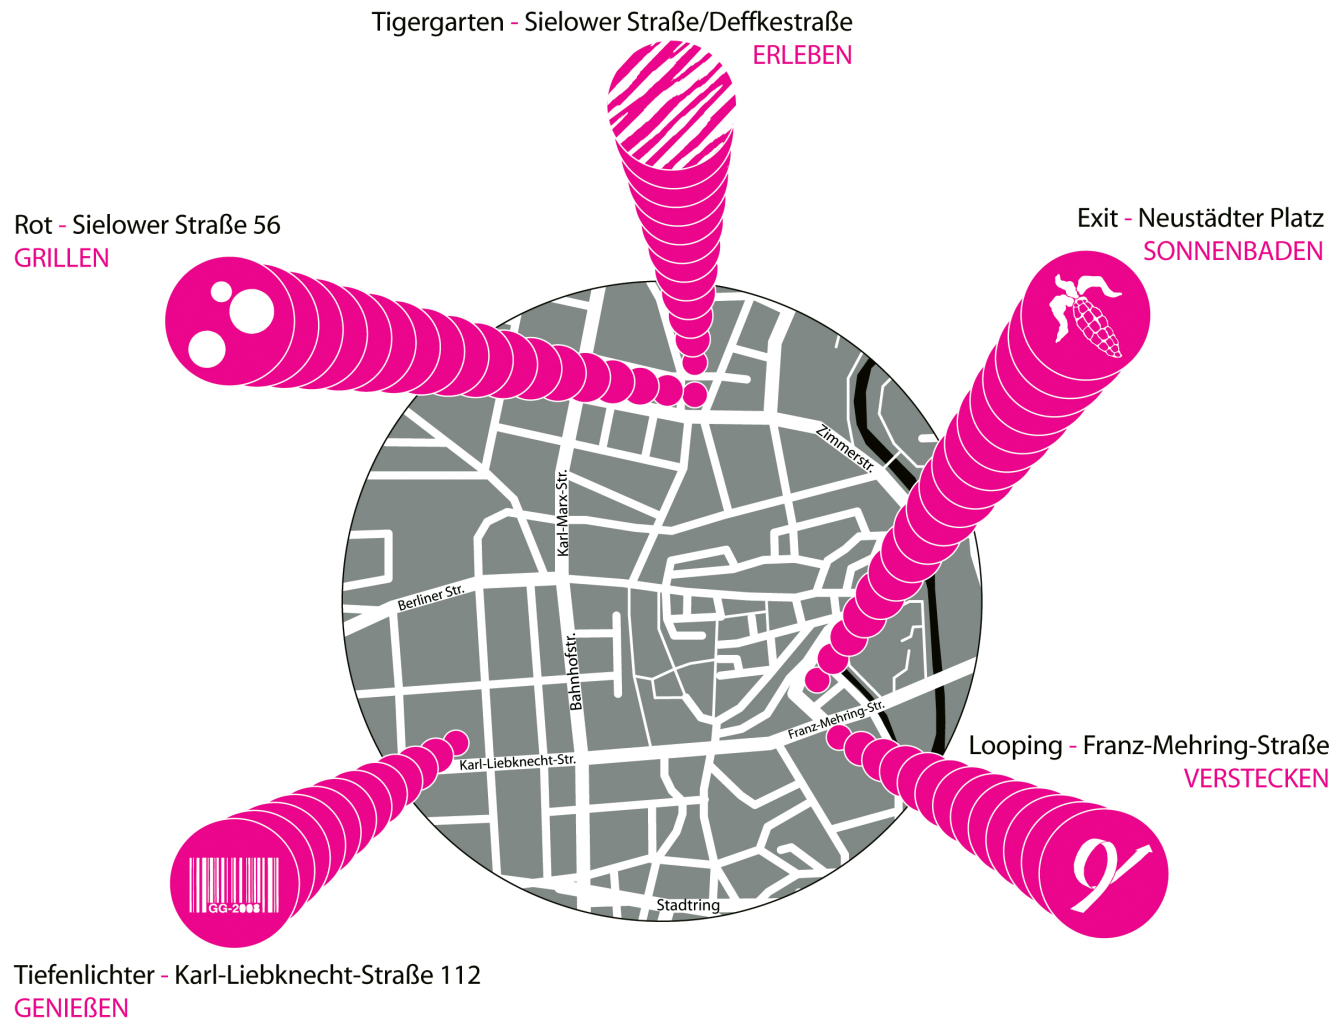 Tigergarten - Sielower Straße/Deffkestraße
ERLEBEN
Rot - Sielower Straße 56
GRILLEN
Exit - Neustädter Platz
SONNENBADEN
Zimmerstr.
Karl-Marx-Str.
Berliner Str.
Bahnhofstr.
Franz-Mehring-Str.
Karl-Liebknecht-Str.
Looping - Franz-Mehring-Straße
VERSTECKEN
GG-2008
Stadtring
Tiefenlichter - Karl-Liebknecht-Straße 112
GENIEßEN